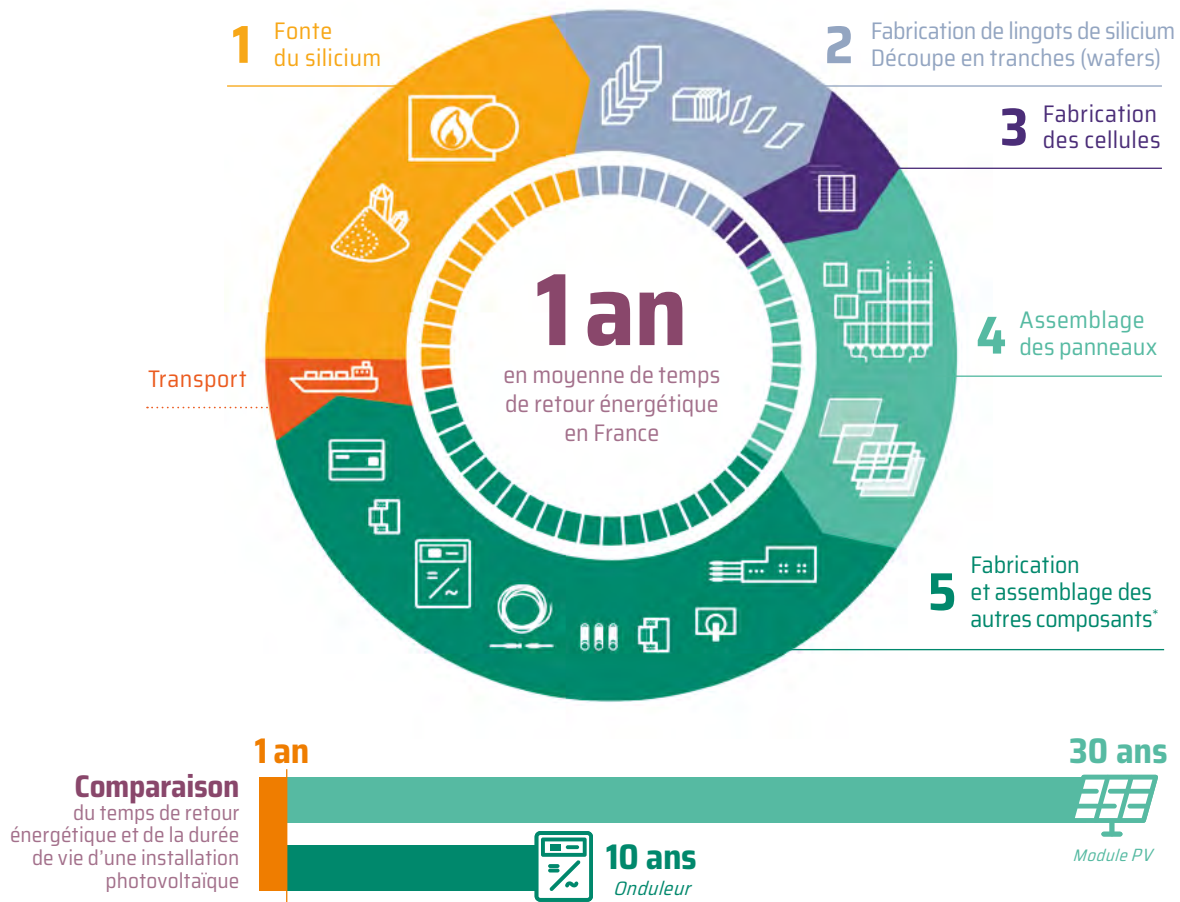 1 Fonte
du silicium
2 Fabrication de lingots de silicium
Découpe en tranches (wafers)
3 Fabrication
des cellules
4 Assemblage
des panneaux
5 Fabrication
et assemblage des
autres composants*
Transport
1 an
en moyenne de temps
de retour énergétique
en France
Comparaison
du temps de retour
énergétique et de la durée
de vie d'une installation
photovoltaïque
1 an
30 ans
Module PV
10 ans
Onduleur